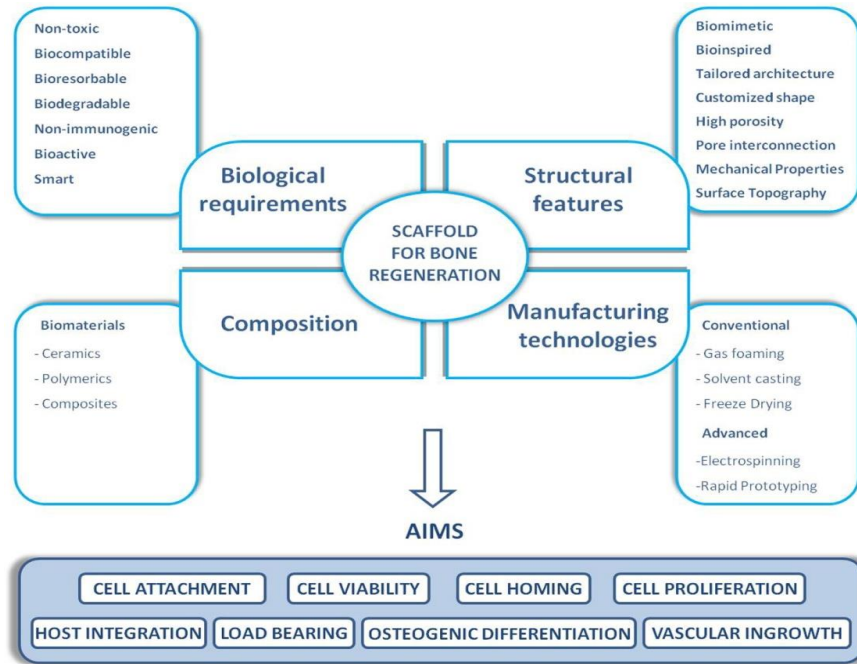 Non-toxic
Biocompatible
Bioresorbable
Biodegradable
Non-immunogenic
Bioactive
Smart
Biological
requirements
Biomimetic
Bioinspired
Tailored architecture
Customized shape
High porosity
Pore interconnection
Mechanical Properties
Surface Topography
Structural
features
SCAFFOLD
FOR BONE
REGENERATION
Composition
Biomaterials
- Ceramics
- Polymerics
- Composites
Manufacturing
technologies
Conventional
- Gas foaming
- Solvent casting
- Freeze Drying
Advanced
-Electrospinning
-Rapid Prototyping
AIMS
CELL ATTACHMENT CELL VIABILITY CELL HOMING CELL PROLIFERATION
HOST INTEGRATION LOAD BEARING OSTEOGENIC DIFFERENTIATION VASCULAR INGROWTH